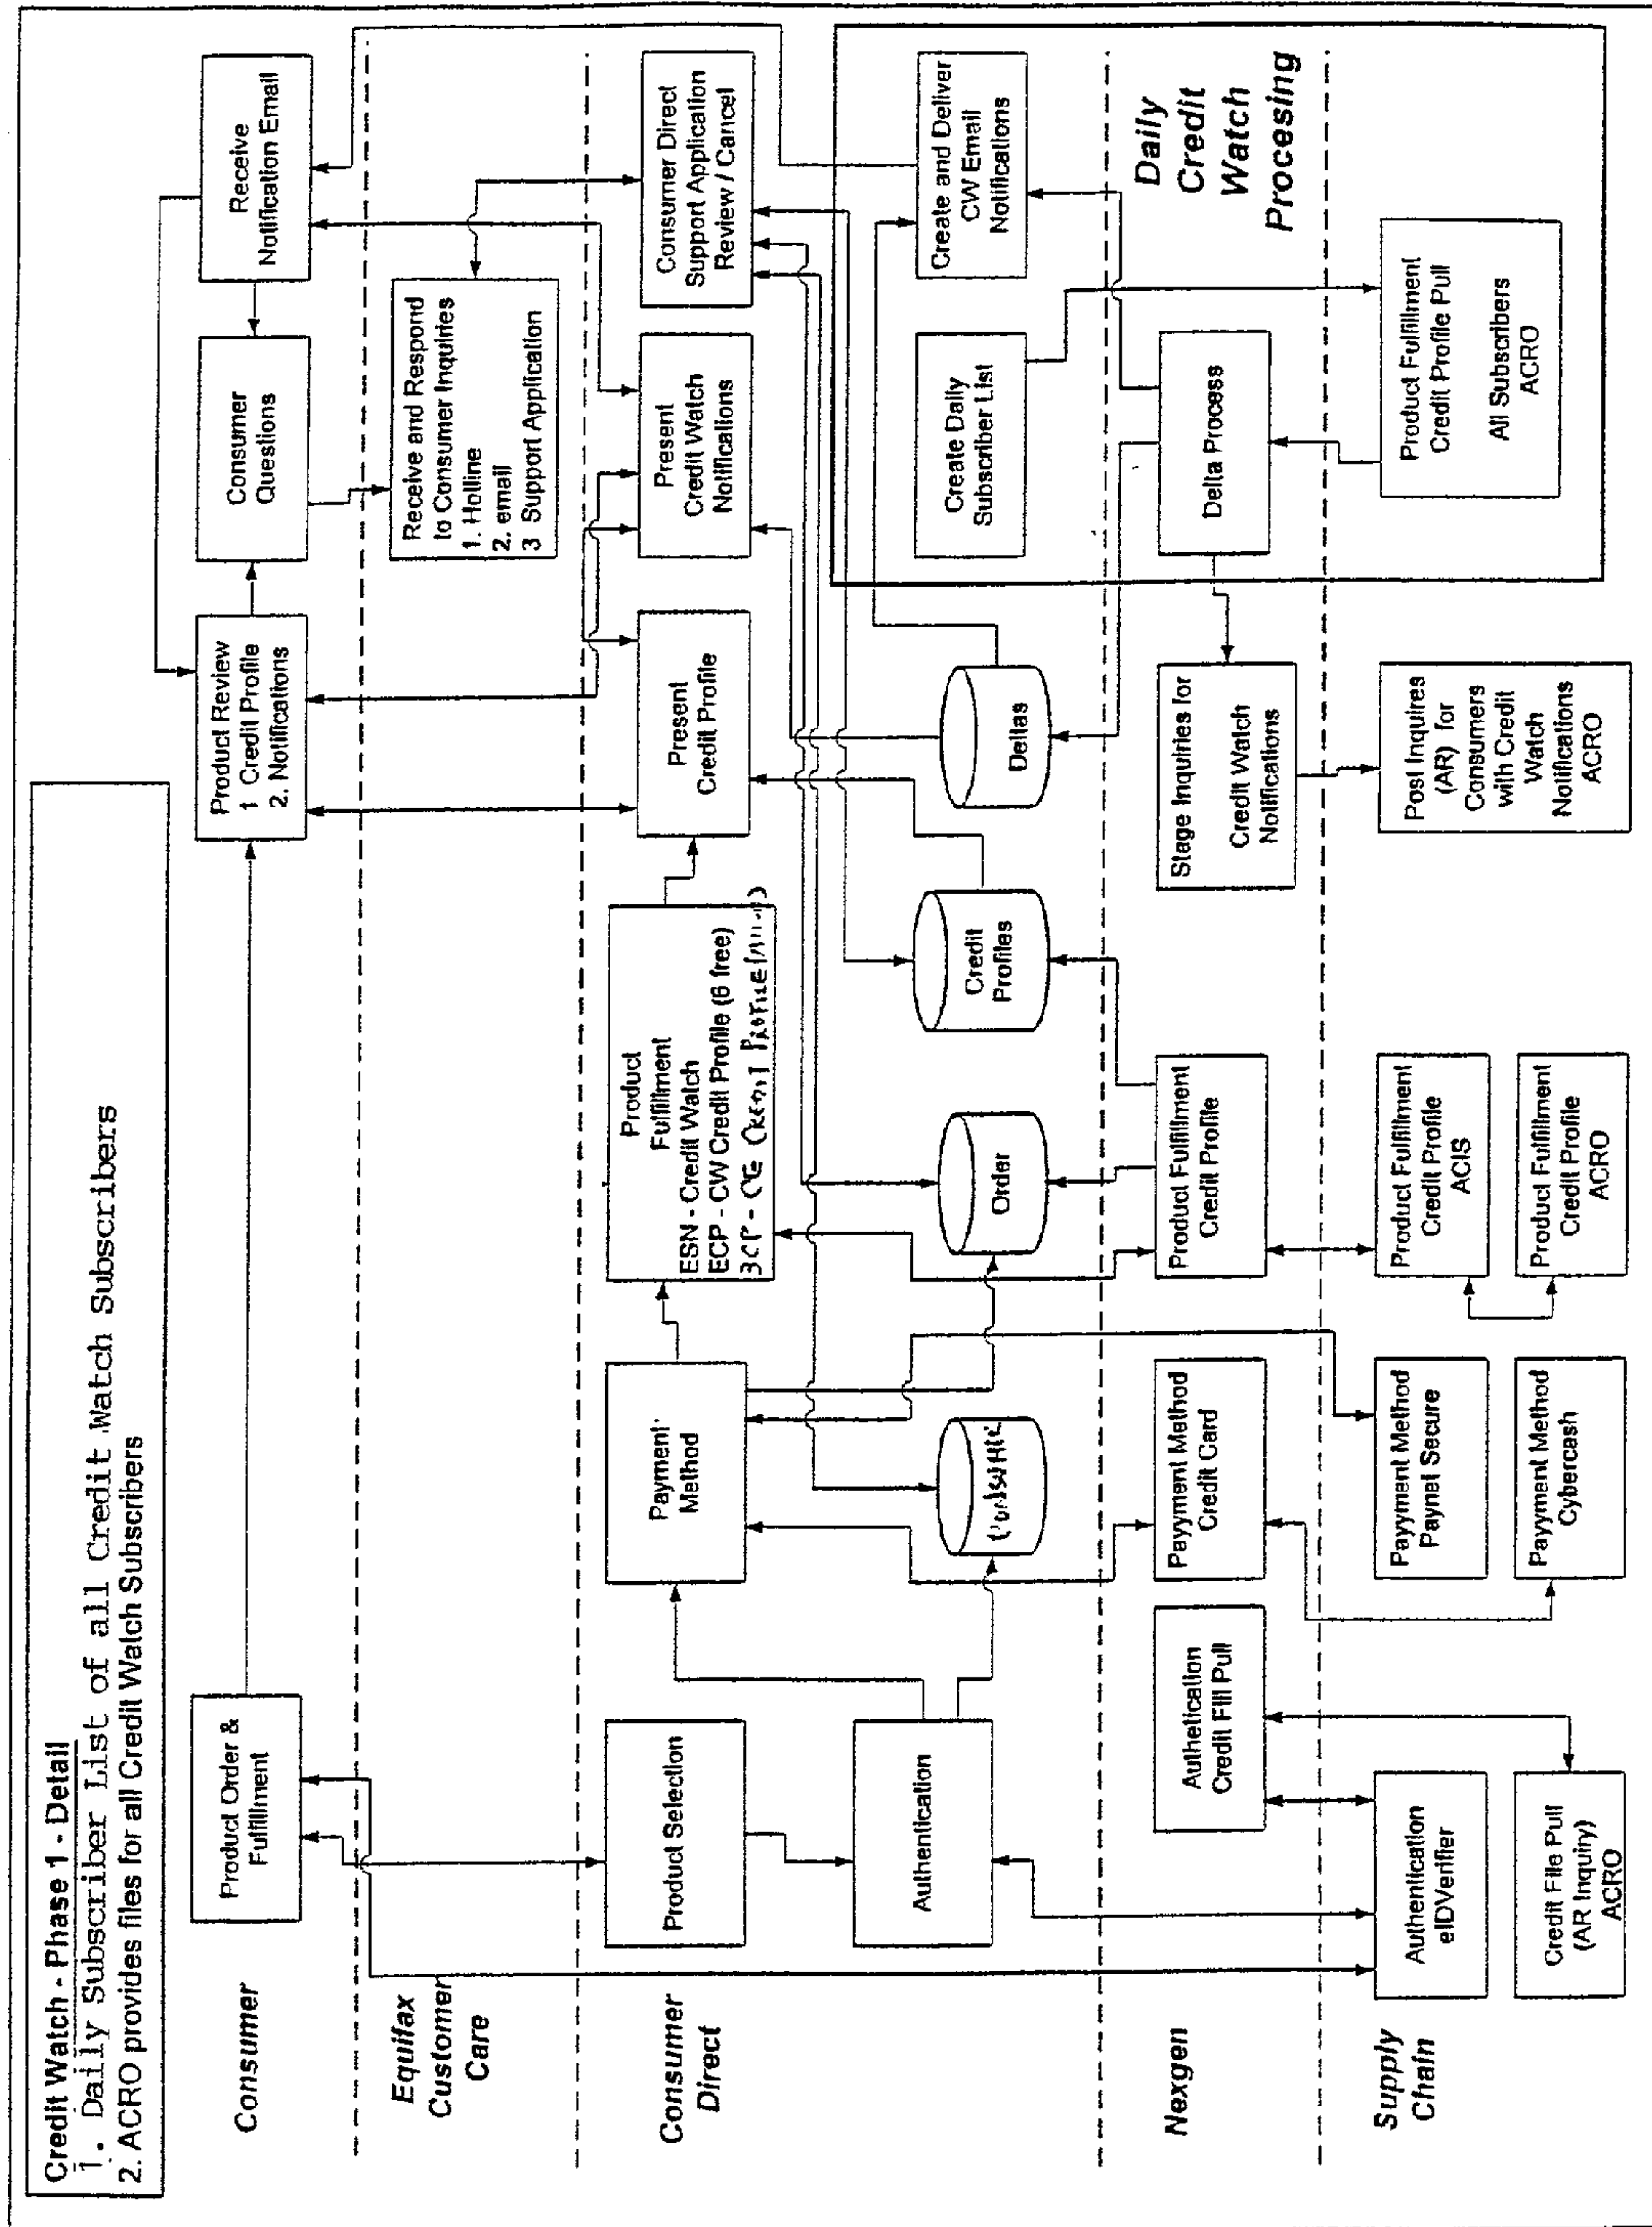 Credit Watch - Phase 1 - Detail
1. Daily Subscriber List of all Credit Watch Subscribers
2. ACRO provides files for all Credit Watch Subscribers
Consumer
Product Order &
Fulfillment
Product Review
1 Credit Profile
2. Notifications
Consumer
Questions
Receive
Notification Email
Equifax
Customer
Care
Receive and Respond
to Consumer Inquiries
1. Hotline
2. email
3 Support Application
Consumer
Direct
Product Selection
Payment
Method
Product
Fulfillment
ESN - Credit Watch
ECP - CW Credit Profile (6 free)
Present
Credit Profile
Present
Credit Watch
Notifications
Consumer Direct
Support Application
Review / Cancel
Authentication
Order
Credit
Profiles
Deltas
Create Daily
Subscriber List
Create and Deliver
CW Email
Notifications
Nexgen
Authetication
Credit Fill Pull
Payyment Method
Credit Card
Product Fulfillment
Credit Profile
Stage Inquiries for
Credit Watch
Notifications
Delta Process
Daily
Credit
Watch
Procesing
Supply
Chain
Authentication
eIDVerifier
Credit File Pull
(AR Inquiry)
ACRO
Payyment Method
Paynet Secure
Payyment Method
Cybercash
Product Fulfillment
Credit Profile
ACIS
Product Fulfillment
Credit Profile
ACRO
Post Inquires
(AR) for
Consumers
with Credit
Watch
Notifications
ACRO
Product Fulfillment
Credit Profile Pull
All Subscribers
ACRO